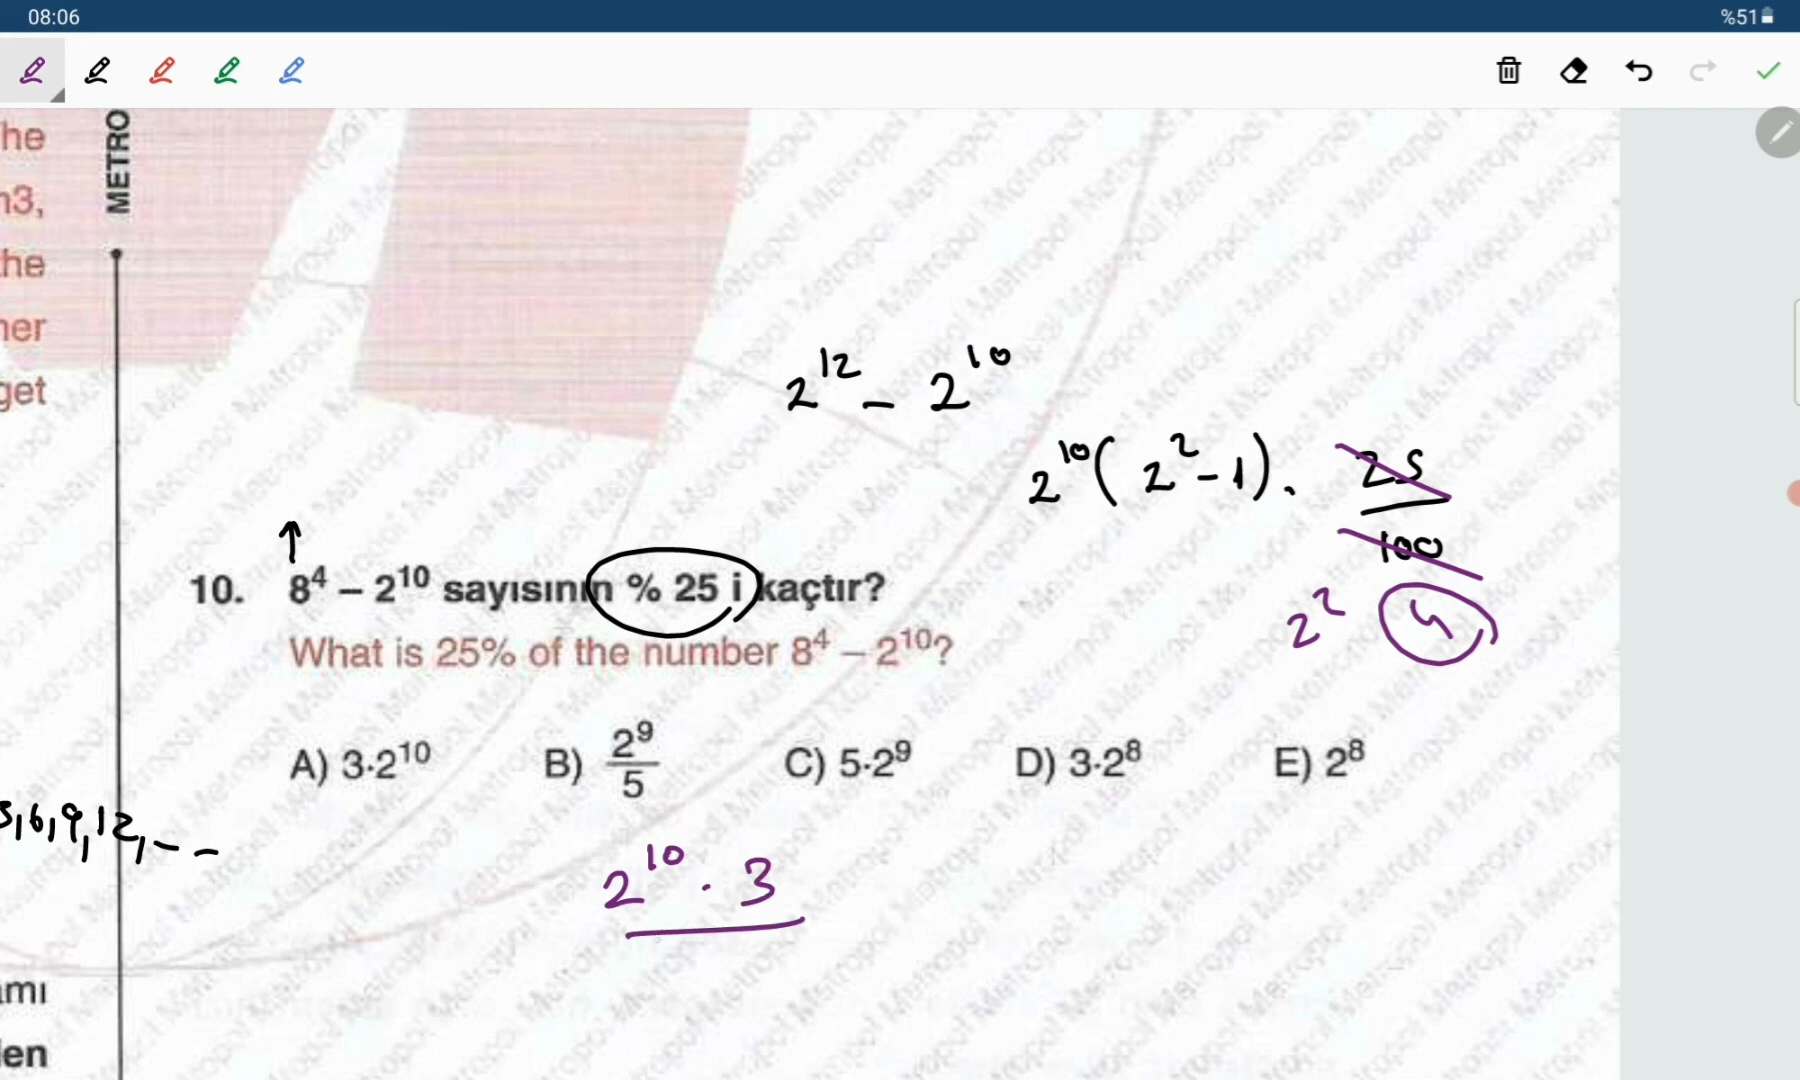 08:06
%51
he
METRO
n3,
he
ner
get
2^12 - 2^10
2^10 (2^2 - 1) . 25/100
2^2 4
10. 8^4 – 2^10 sayısının % 25 i kaçtır?
What is 25% of the number 8^4 – 2^10?
A) 3·2^10 B) 2^9/5 C) 5·2^9 D) 3·2^8 E) 2^8
,6,9,12,--
2^10 · 3
amı
len